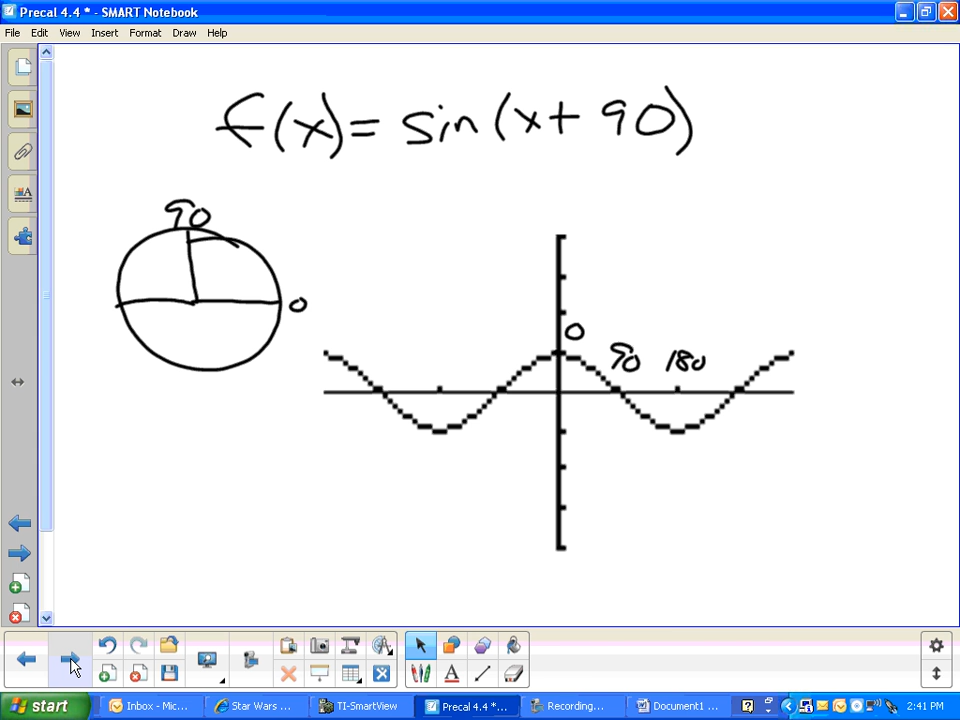 Precal 4.4 * - SMART Notebook
File Edit View Insert Format Draw Help
f(x)= sin(x+ 90)
90
0
0
90 180
start
Inbox - Mic...
Star Wars ...
TI-SmartView
Precal 4.4 *...
Recording...
Document1 ...
2:41 PM